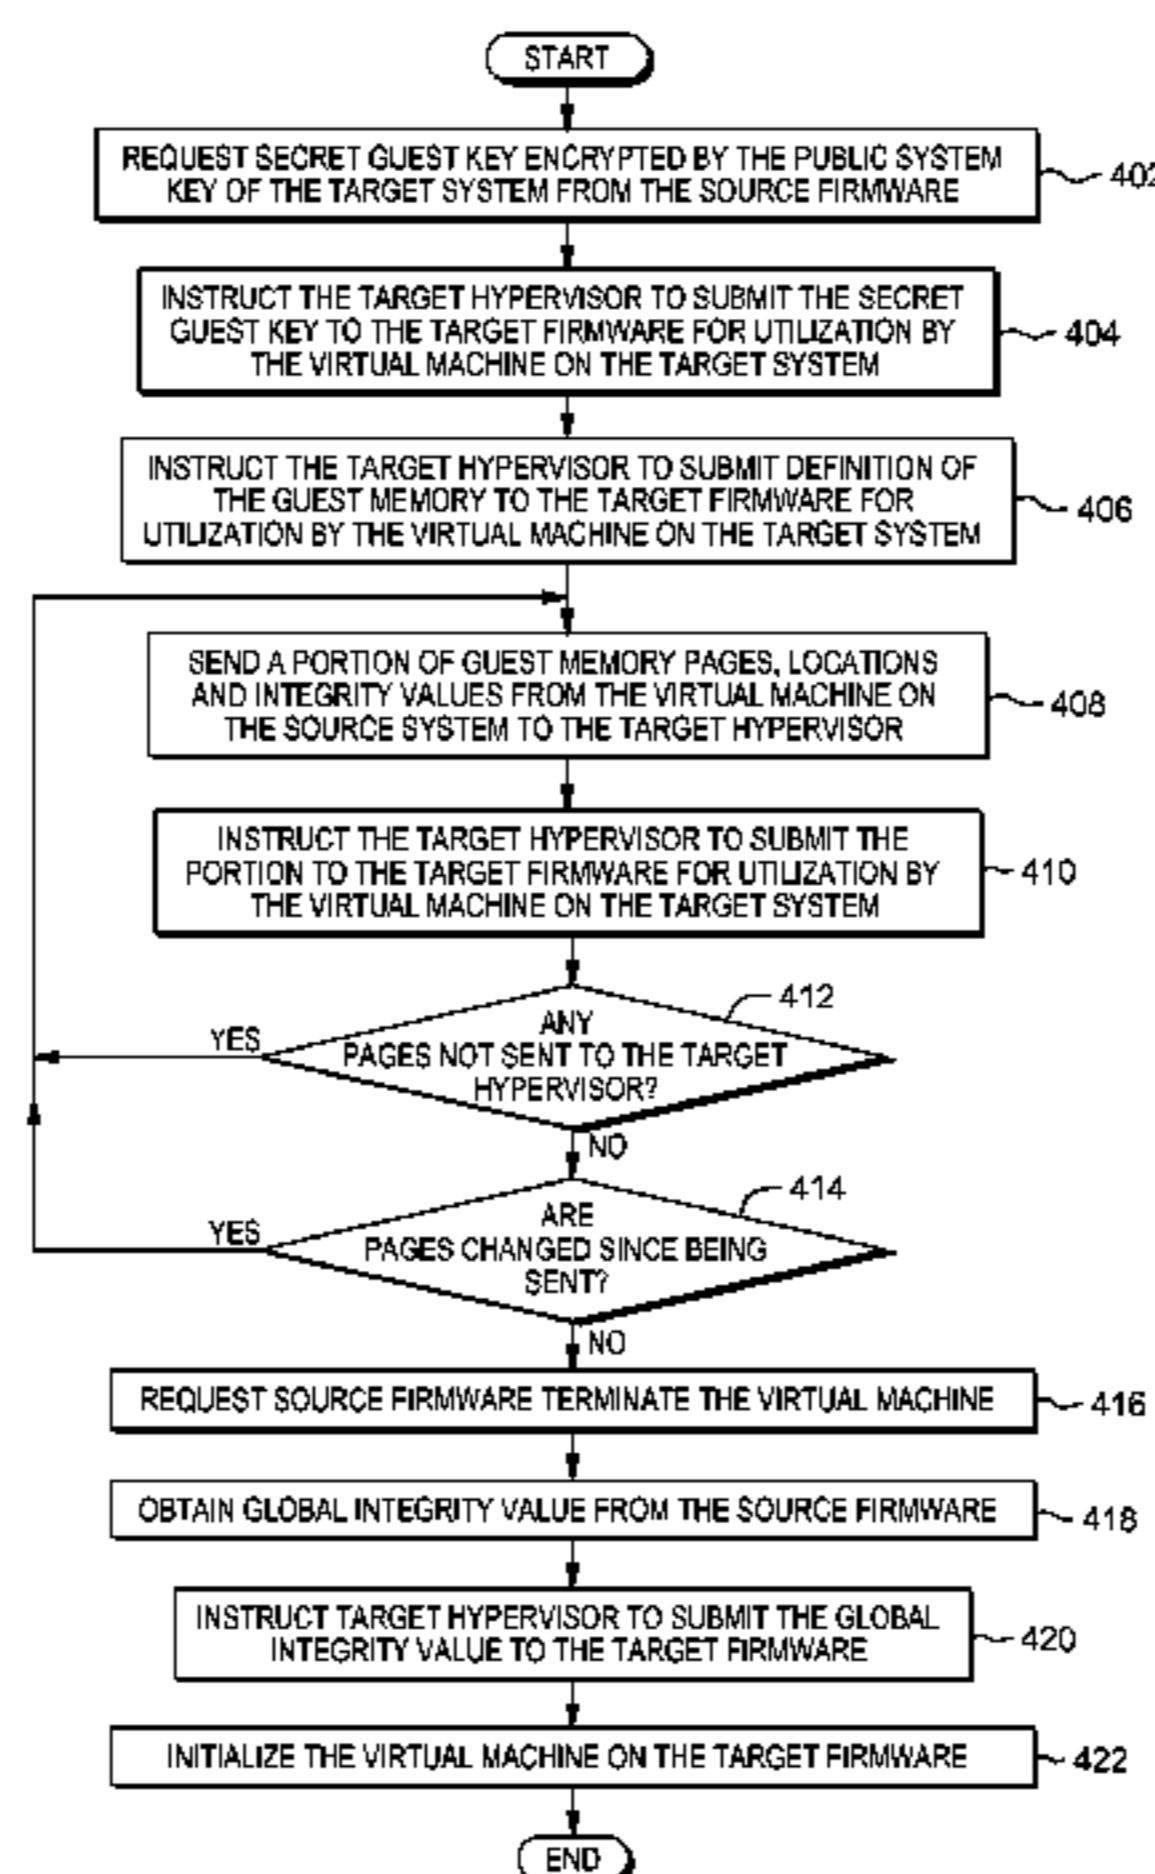 START
REQUEST SECRET GUEST KEY ENCRYPTED BY THE PUBLIC SYSTEM
KEY OF THE TARGET SYSTEM FROM THE SOURCE FIRMWARE
402
INSTRUCT THE TARGET HYPERVISOR TO SUBMIT THE SECRET
GUEST KEY TO THE TARGET FIRMWARE FOR UTILIZATION BY
THE VIRTUAL MACHINE ON THE TARGET SYSTEM
404
INSTRUCT THE TARGET HYPERVISOR TO SUBMIT DEFINITION OF
THE GUEST MEMORY TO THE TARGET FIRMWARE FOR
UTILIZATION BY THE VIRTUAL MACHINE ON THE TARGET SYSTEM
406
SEND A PORTION OF GUEST MEMORY PAGES, LOCATIONS
AND INTEGRITY VALUES FROM THE VIRTUAL MACHINE ON
THE SOURCE SYSTEM TO THE TARGET HYPERVISOR
408
INSTRUCT THE TARGET HYPERVISOR TO SUBMIT THE
PORTION TO THE TARGET FIRMWARE FOR UTILIZATION BY
THE VIRTUAL MACHINE ON THE TARGET SYSTEM
410
412
YES
ANY
PAGES NOT SENT TO THE TARGET
HYPERVISOR?
NO
414
YES
ARE
PAGES CHANGED SINCE BEING
SENT?
NO
REQUEST SOURCE FIRMWARE TERMINATE THE VIRTUAL MACHINE
416
OBTAIN GLOBAL INTEGRITY VALUE FROM THE SOURCE FIRMWARE
418
INSTRUCT TARGET HYPERVISOR TO SUBMIT THE GLOBAL
INTEGRITY VALUE TO THE TARGET FIRMWARE
420
INITIALIZE THE VIRTUAL MACHINE ON THE TARGET FIRMWARE
422
END